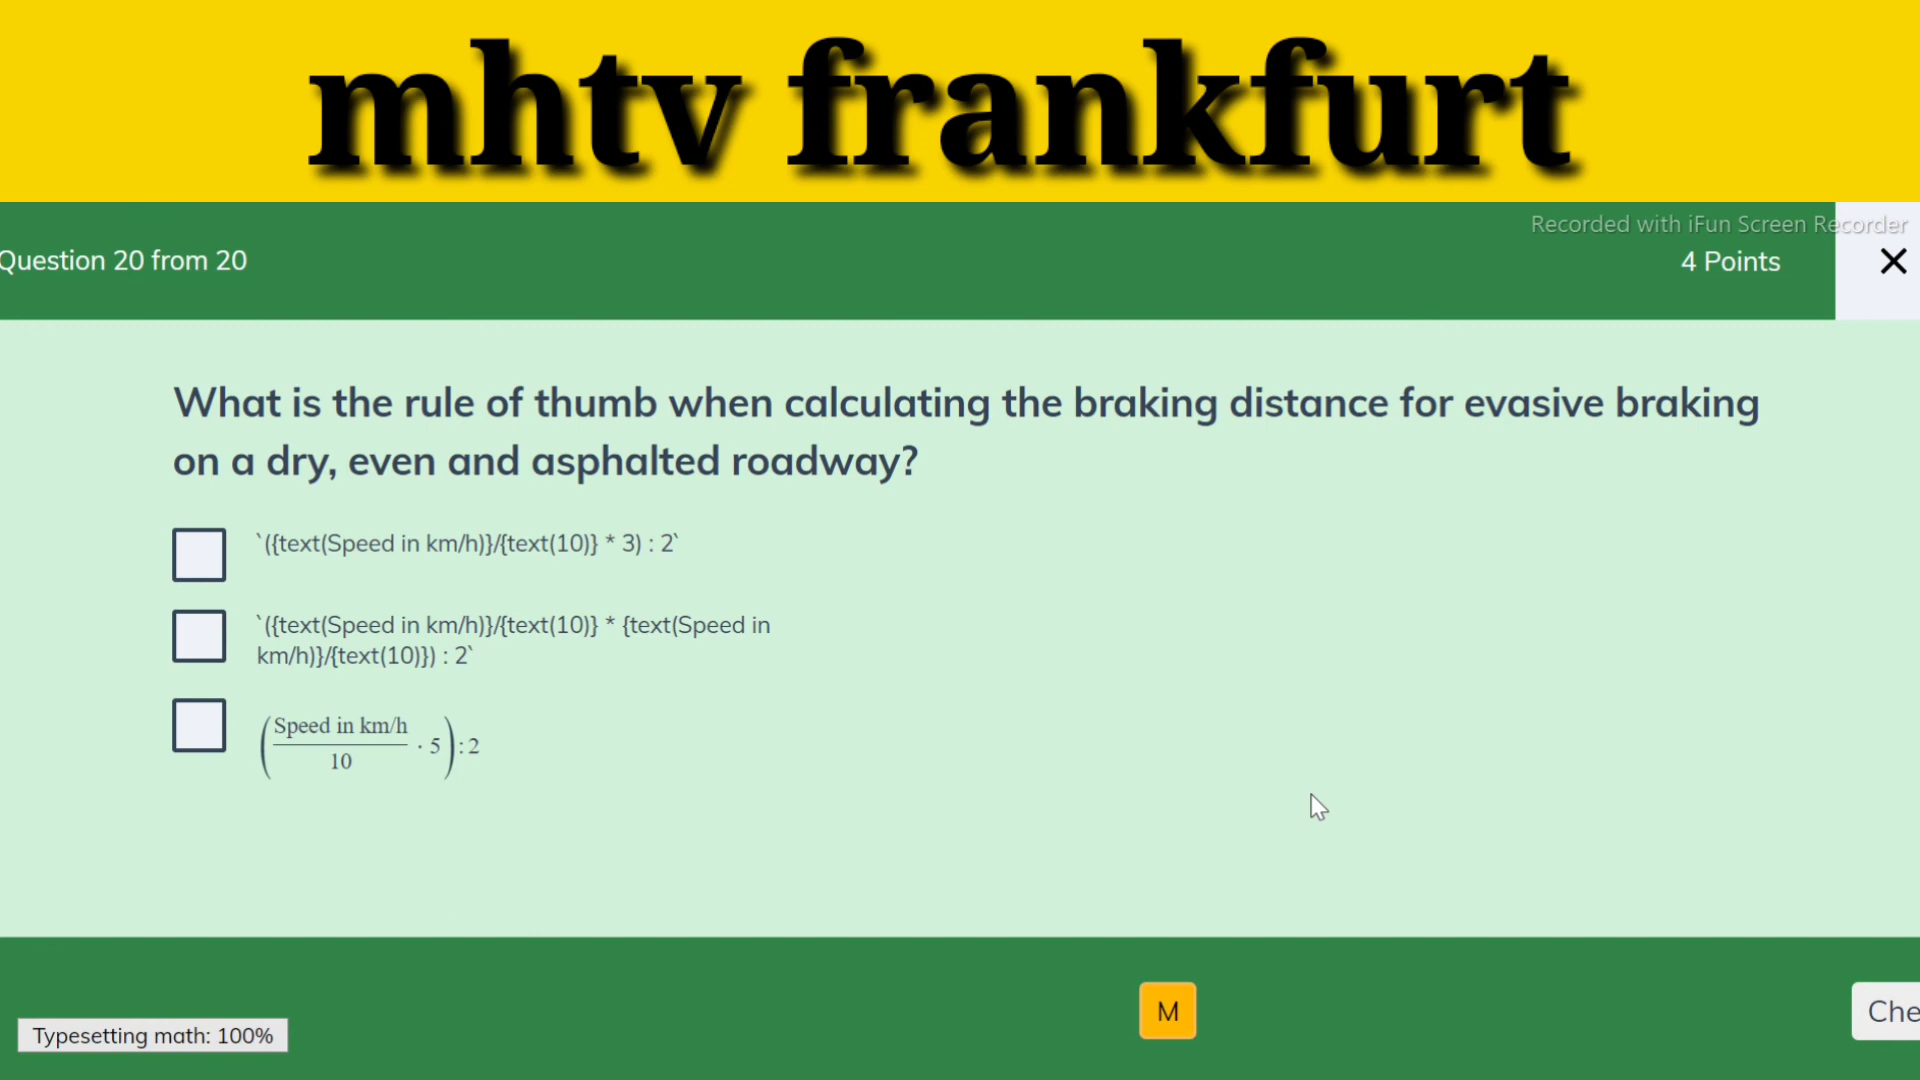 mhtv frankfurt
Recorded with iFun Screen Recorder
Question 20 from 20
4 Points
What is the rule of thumb when calculating the braking distance for evasive braking
on a dry, even and asphalted roadway?
`({text(Speed in km/h)}/{text(10)} * 3) : 2`
`({text(Speed in km/h)}/{text(10)} * {text(Speed in
km/h)}/{text(10)}) : 2`
(Speed in km/h / 10 · 5) : 2
M
Che
Typesetting math: 100%